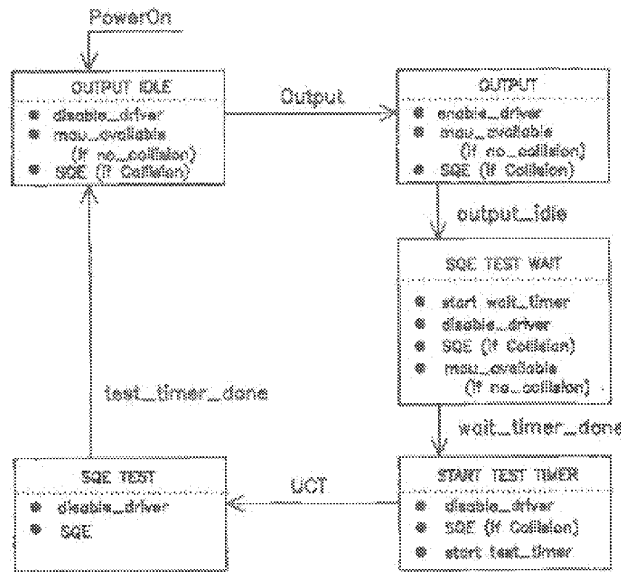 PowerOn
OUTPUT IDLE
disable_driver
mau_available
(if no_collision)
SQE (if Collision)
Output
OUTPUT
enable_driver
mau_available
(if no_collision)
SQE (if Collision)
output_idle
SQE TEST WAIT
start wait_timer
disable_driver
SQE (if Collision)
mau_available
(if no_collision)
wait_timer_done
START TEST TIMER
disable_driver
SQE (if Collision)
start test_timer
UCT
SQE TEST
disable_driver
SQE
test_timer_done